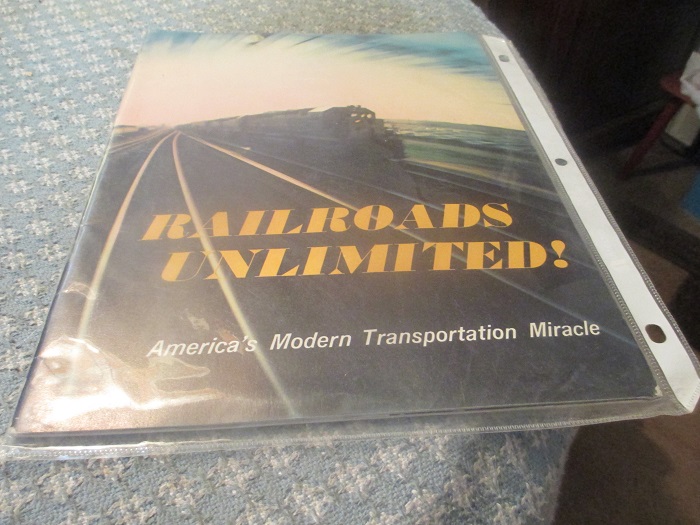 RAILROADS
UNLIMITED!
America's Modern Transportation Miracle